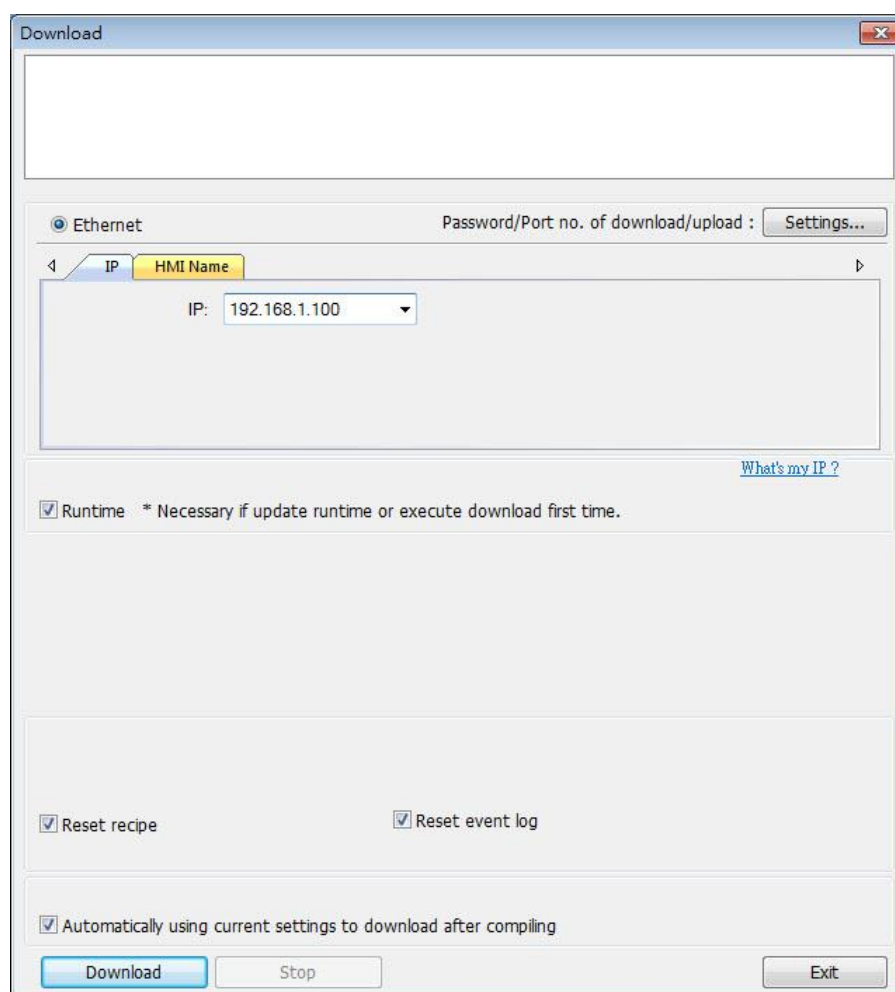 Download
Ethernet Password/Port no. of download/upload : Settings...
IP HMI Name
IP: 192.168.1.100
What's my IP ?
Runtime * Necessary if update runtime or execute download first time.
Reset recipe Reset event log
Automatically using current settings to download after compiling
Download Stop Exit